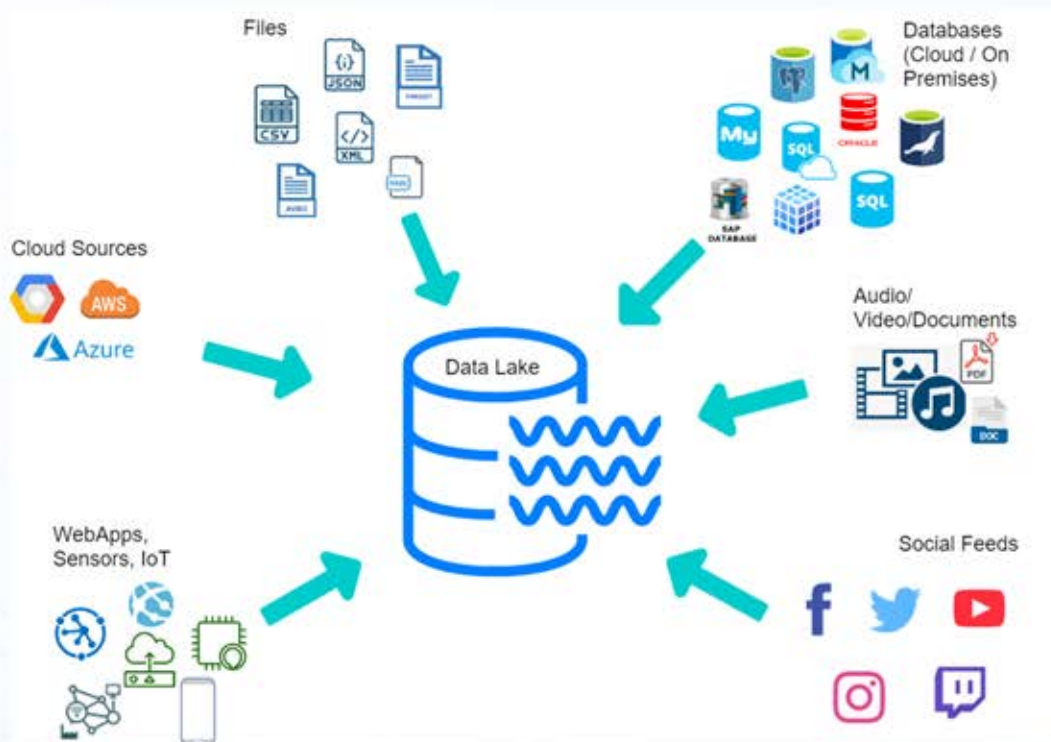 Files
JSON
CSV
XML
Databases
(Cloud / On
Premises)
M
My
SQL
ORACLE
SQL
SAP
DATABASE
Cloud Sources
AWS
Azure
Data Lake
Audio/
Video/Documents
PDF
DOC
WebApps,
Sensors, IoT
Social Feeds